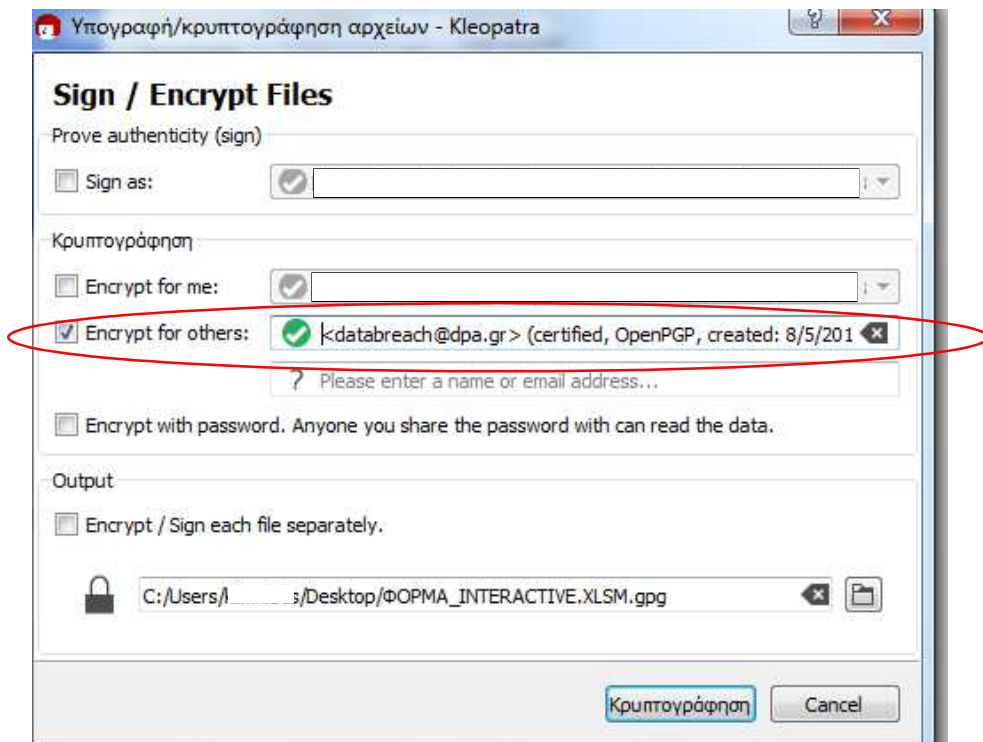 Υπογραφή/κρυπτογράφηση αρχείων - Kleopatra
Sign / Encrypt Files
Prove authenticity (sign)
Sign as:
Κρυπτογράφηση
Encrypt for me:
Encrypt for others: <databreach@dpa.gr> (certified, OpenPGP, created: 8/5/201
? Please enter a name or email address...
Encrypt with password. Anyone you share the password with can read the data.
Output
Encrypt / Sign each file separately.
C:/Users/ /Desktop/ΦΟΡΜΑ_INTERACTIVE.XLSM.gpg
Κρυπτογράφηση Cancel